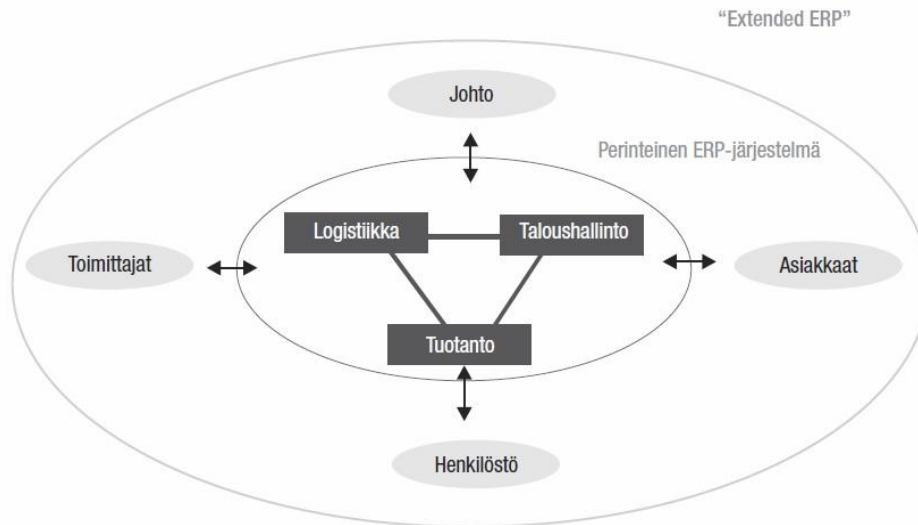 “Extended ERP”
Johto
Perinteinen ERP-järjestelmä
Logistiikka
Taloushallinto
Toimittajat
Asiakkaat
Tuotanto
Henkilöstö